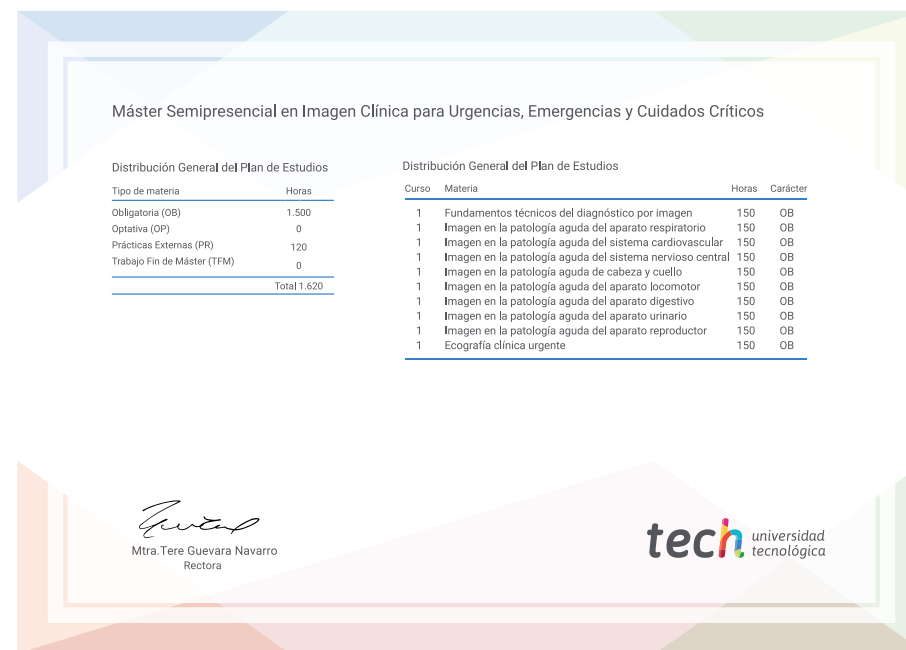 Máster Semipresencial en Imagen Clínica para Urgencias, Emergencias y Cuidados Críticos
Distribución General del Plan de Estudios
Tipo de materia Horas
Obligatoria (OB) 1.500
Optativa (OP) 0
Prácticas Externas (PR) 120
Trabajo Fin de Máster (TFM) 0
Total 1.620
Distribución General del Plan de Estudios
Curso Materia Horas Carácter
1 Fundamentos técnicos del diagnóstico por imagen 150 OB
1 Imagen en la patología aguda del aparato respiratorio 150 OB
1 Imagen en la patología aguda del sistema cardiovascular 150 OB
1 Imagen en la patología aguda del sistema nervioso central 150 OB
1 Imagen en la patología aguda de cabeza y cuello 150 OB
1 Imagen en la patología aguda del aparato locomotor 150 OB
1 Imagen en la patología aguda del aparato digestivo 150 OB
1 Imagen en la patología aguda del aparato urinario 150 OB
1 Imagen en la patología aguda del aparato reproductor 150 OB
1 Ecografía clínica urgente 150 OB
Mtra.Tere Guevara Navarro
Rectora
tech universidad
tecnológica